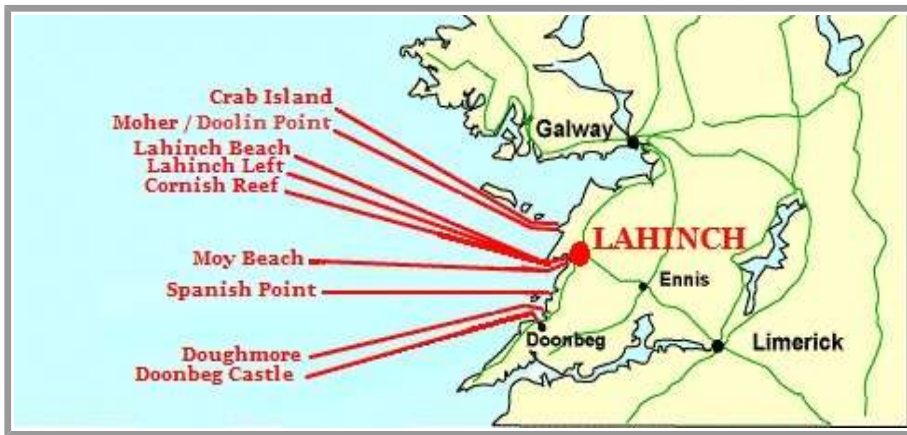 Crab Island
Moher / Doolin Point
Galway
Lahinch Beach
Lahinch Left
Cornish Reef
LAHINCH
Moy Beach
Ennis
Spanish Point
Doonbeg
Limerick
Doughmore
Doonbeg Castle